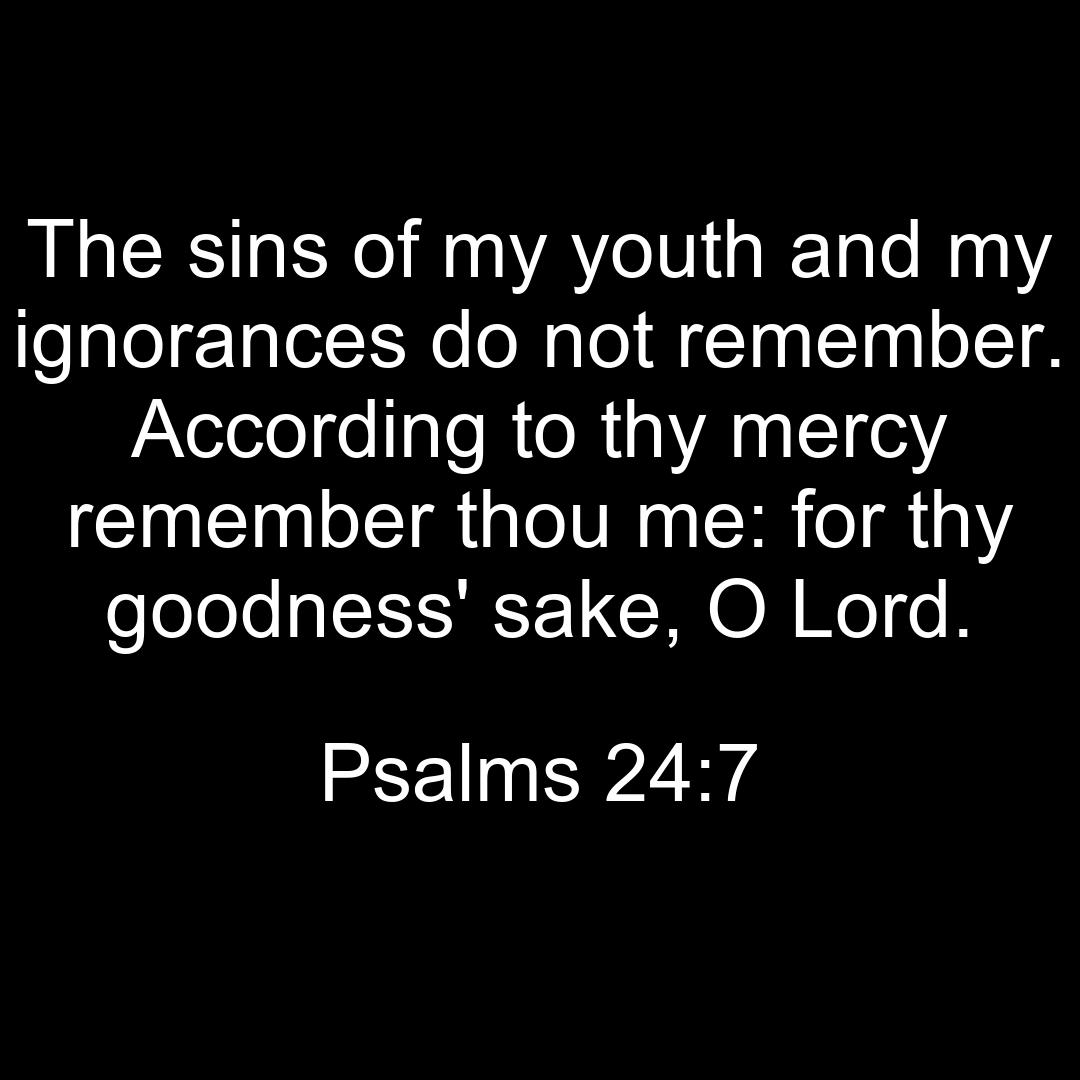 The sins of my youth and my
ignorances do not remember.
According to thy mercy
remember thou me: for thy
goodness' sake, O Lord.
Psalms 24:7